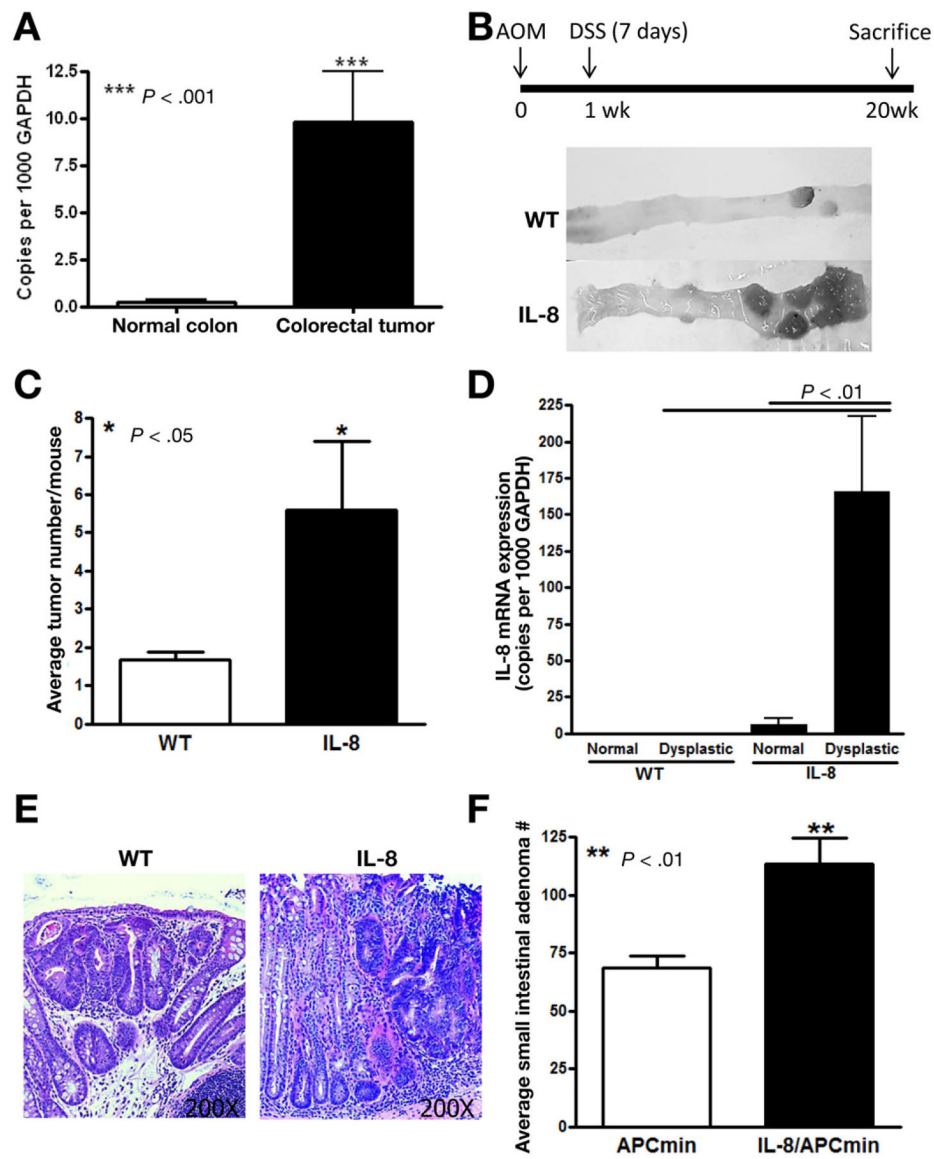 A
Copies per 1000 GAPDH
12.5
10.0
7.5
5.0
2.5
0.0
*** P < .001
***
Normal colon
Colorectal tumor
B
AOM
DSS (7 days)
Sacrifice
0
1 wk
20wk
WT
IL-8
C
Average tumor number/mouse
8
7
6
5
4
3
2
1
0
* P < .05
*
WT
IL-8
D
IL-8 mRNA expression
(copies per 1000 GAPDH)
225
200
175
150
125
100
75
50
25
0
P < .01
Normal Dysplastic Normal Dysplastic
WT IL-8
E
WT
IL-8
200X
200X
F
Average small intestinal adenoma #
125
100
75
50
25
0
** P < .01
**
APCmin
IL-8/APCmin